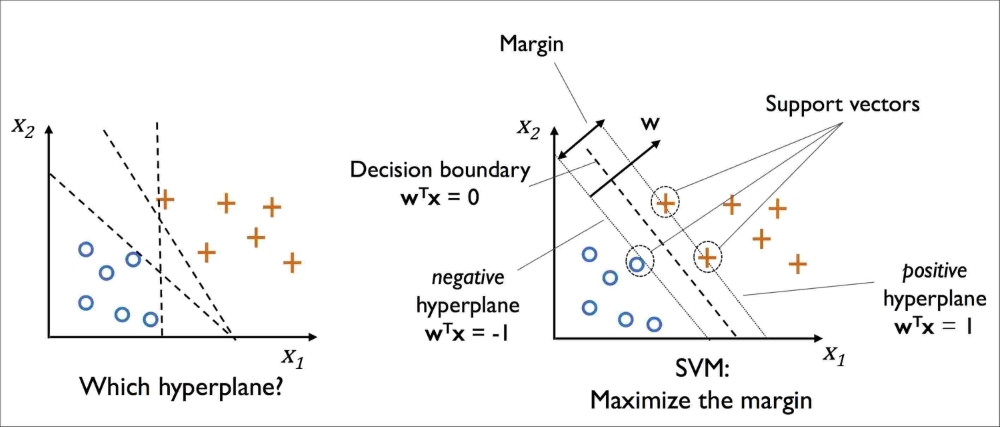 x₂
x₁
Which hyperplane?
Margin
Support vectors
x₂
w
Decision boundary
wᵀx = 0
negative
hyperplane
wᵀx = -1
positive
hyperplane
wᵀx = 1
x₁
SVM:
Maximize the margin